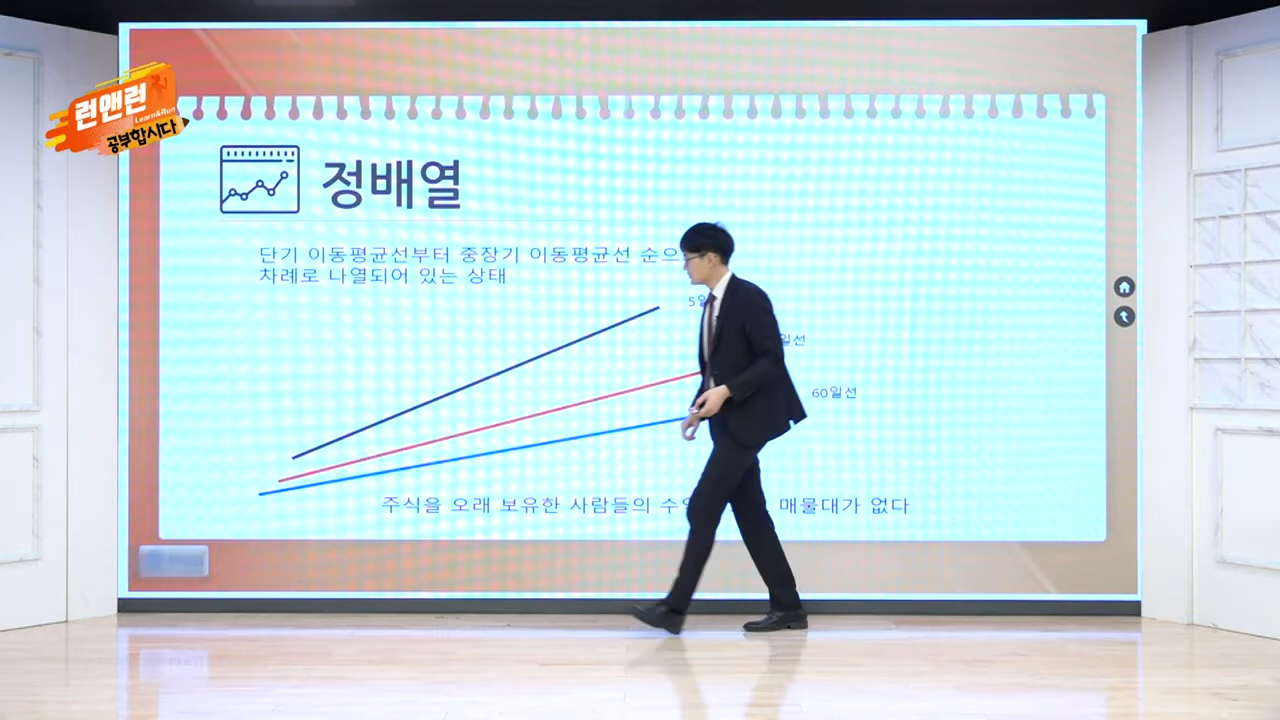 런앤런
Learn&Run
공부합시다
정배열
단기 이동평균선부터 중장기 이동평균선 순으
차례로 나열되어 있는 상태
5일
일선
60일선
주식을 오래 보유한 사람들의 매물대가 없다